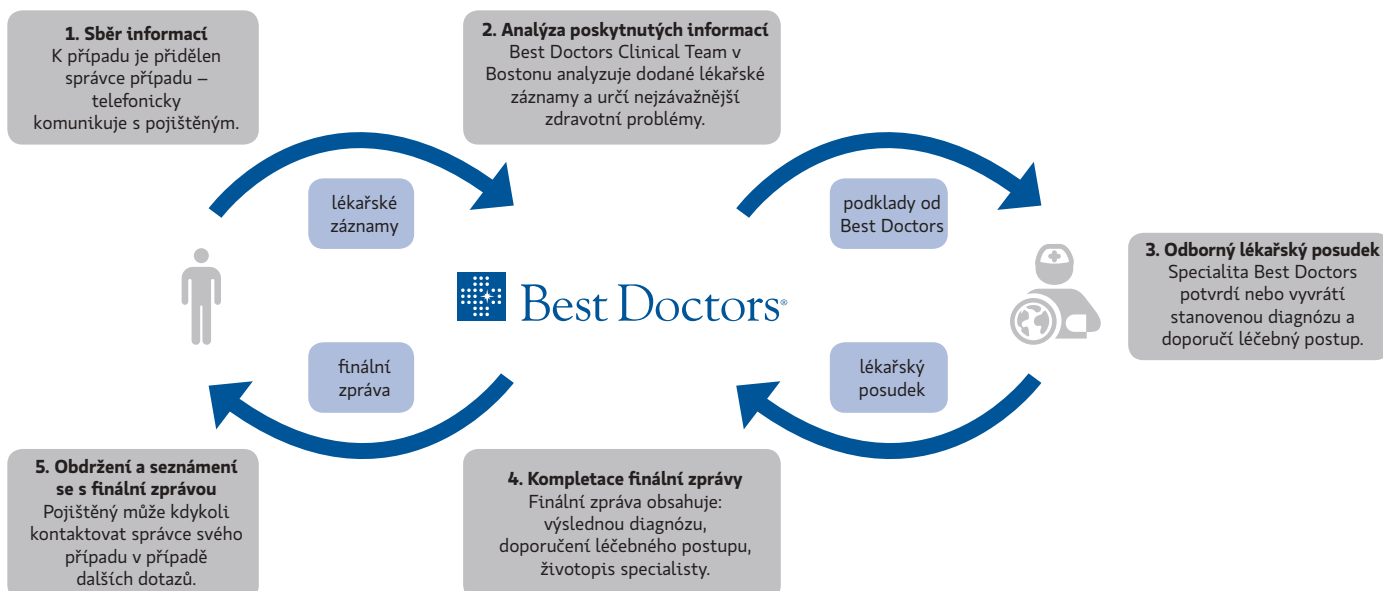 1. Sběr informací
K případu je přidělen
správce případu –
telefonicky
komunikuje s pojištěným.
2. Analýza poskytnutých informací
Best Doctors Clinical Team v
Bostonu analyzuje dodané lékařské
záznamy a určí nejzávažnější
zdravotní problémy.
lékařské
záznamy
podklady od
Best Doctors
3. Odborný lékařský posudek
Specialita Best Doctors
potvrdí nebo vyvrátí
stanovenou diagnózu a
doporučí léčebný postup.
Best Doctors®
finální
zpráva
lékařský
posudek
4. Kompletace finální zprávy
Finální zpráva obsahuje:
výslednou diagnózu,
doporučení léčebného postupu,
životopis specialisty.
5. Obdržení a seznámení
se s finální zprávou
Pojištěný může kdykoli
kontaktovat správce svého
případu v případě
dalších dotazů.